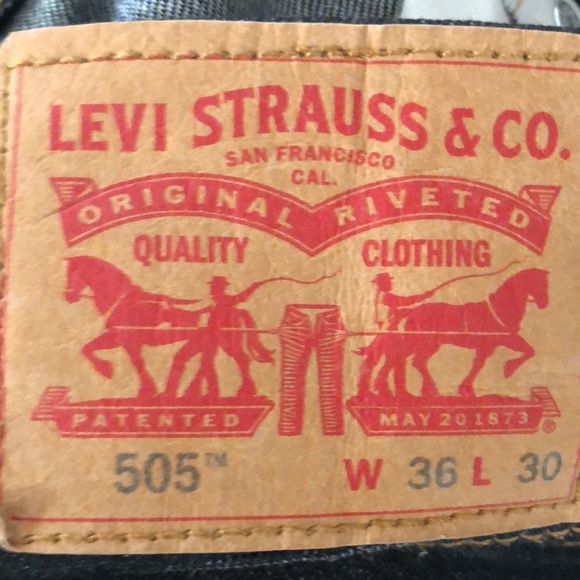 LEVI STRAUSS & CO.
SAN FRANCISCO
CAL.
ORIGINAL RIVETED
QUALITY CLOTHING
PATENTED MAY 20 1873 ®
505™ W 36 L 30